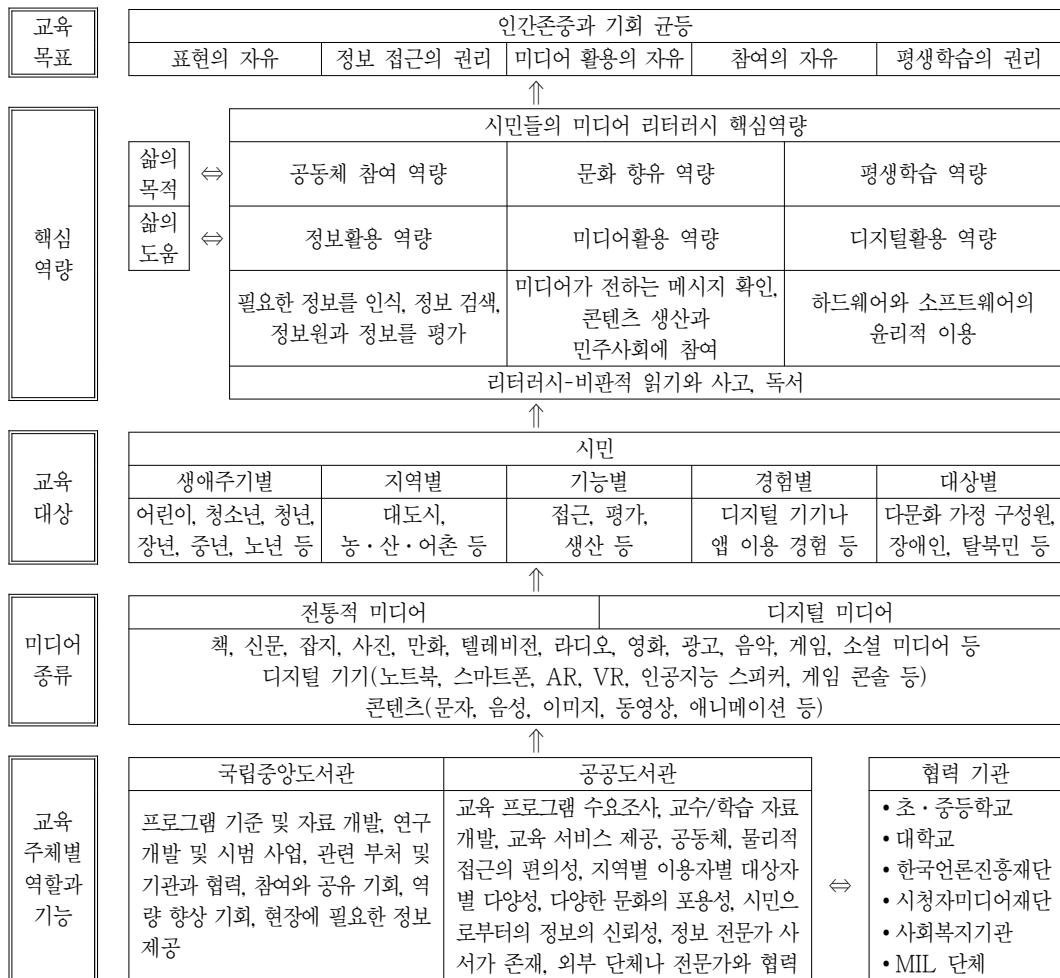 교육
목표
인간존중과 기회 균등
표현의 자유
정보 접근의 권리
미디어 활용의 자유
참여의 자유
평생학습의 권리
⇑
핵심
역량
시민들의 미디어 리터러시 핵심역량
삶의
목적
⇔
공동체 참여 역량
문화 향유 역량
평생학습 역량
삶의
도움
⇔
정보활용 역량
미디어활용 역량
디지털활용 역량
필요한 정보를 인식, 정보 검색,
정보원과 정보를 평가
미디어가 전하는 메시지 확인,
콘텐츠 생산과
민주사회에 참여
하드웨어와 소프트웨어의
윤리적 이용
리터러시-비판적 읽기와 사고, 독서
⇑
교육
대상
시민
생애주기별
지역별
기능별
경험별
대상별
어린이, 청소년, 청년,
장년, 중년, 노년 등
대도시,
농·산·어촌 등
접근, 평가,
생산 등
디지털 기기나
앱 이용 경험 등
다문화 가정 구성원,
장애인, 탈북민 등
⇑
미디어
종류
전통적 미디어
디지털 미디어
책, 신문, 잡지, 사진, 만화, 텔레비전, 라디오, 영화, 광고, 음악, 게임, 소셜 미디어 등
디지털 기기(노트북, 스마트폰, AR, VR, 인공지능 스피커, 게임 콘솔 등)
콘텐츠(문자, 음성, 이미지, 동영상, 애니메이션 등)
⇑
교육
주체별
역할과
기능
국립중앙도서관
프로그램 기준 및 자료 개발, 연구
개발 및 시범 사업, 관련 부처 및
기관과 협력, 참여와 공유 기회, 역
량 향상 기회, 현장에 필요한 정보
제공
공공도서관
교육 프로그램 수요조사, 교수/학습 자료
개발, 교육 서비스 제공, 공동체, 물리적
접근의 편의성, 지역별 이용자별 대상자
별 다양성, 다양한 문화의 포용성, 시민으
로부터의 정보의 신뢰성, 정보 전문가 사
서가 존재, 외부 단체나 전문가와 협력
⇔
협력 기관
• 초·중등학교
• 대학교
• 한국언론진흥재단
• 시청자미디어재단
• 사회복지기관
• MIL 단체